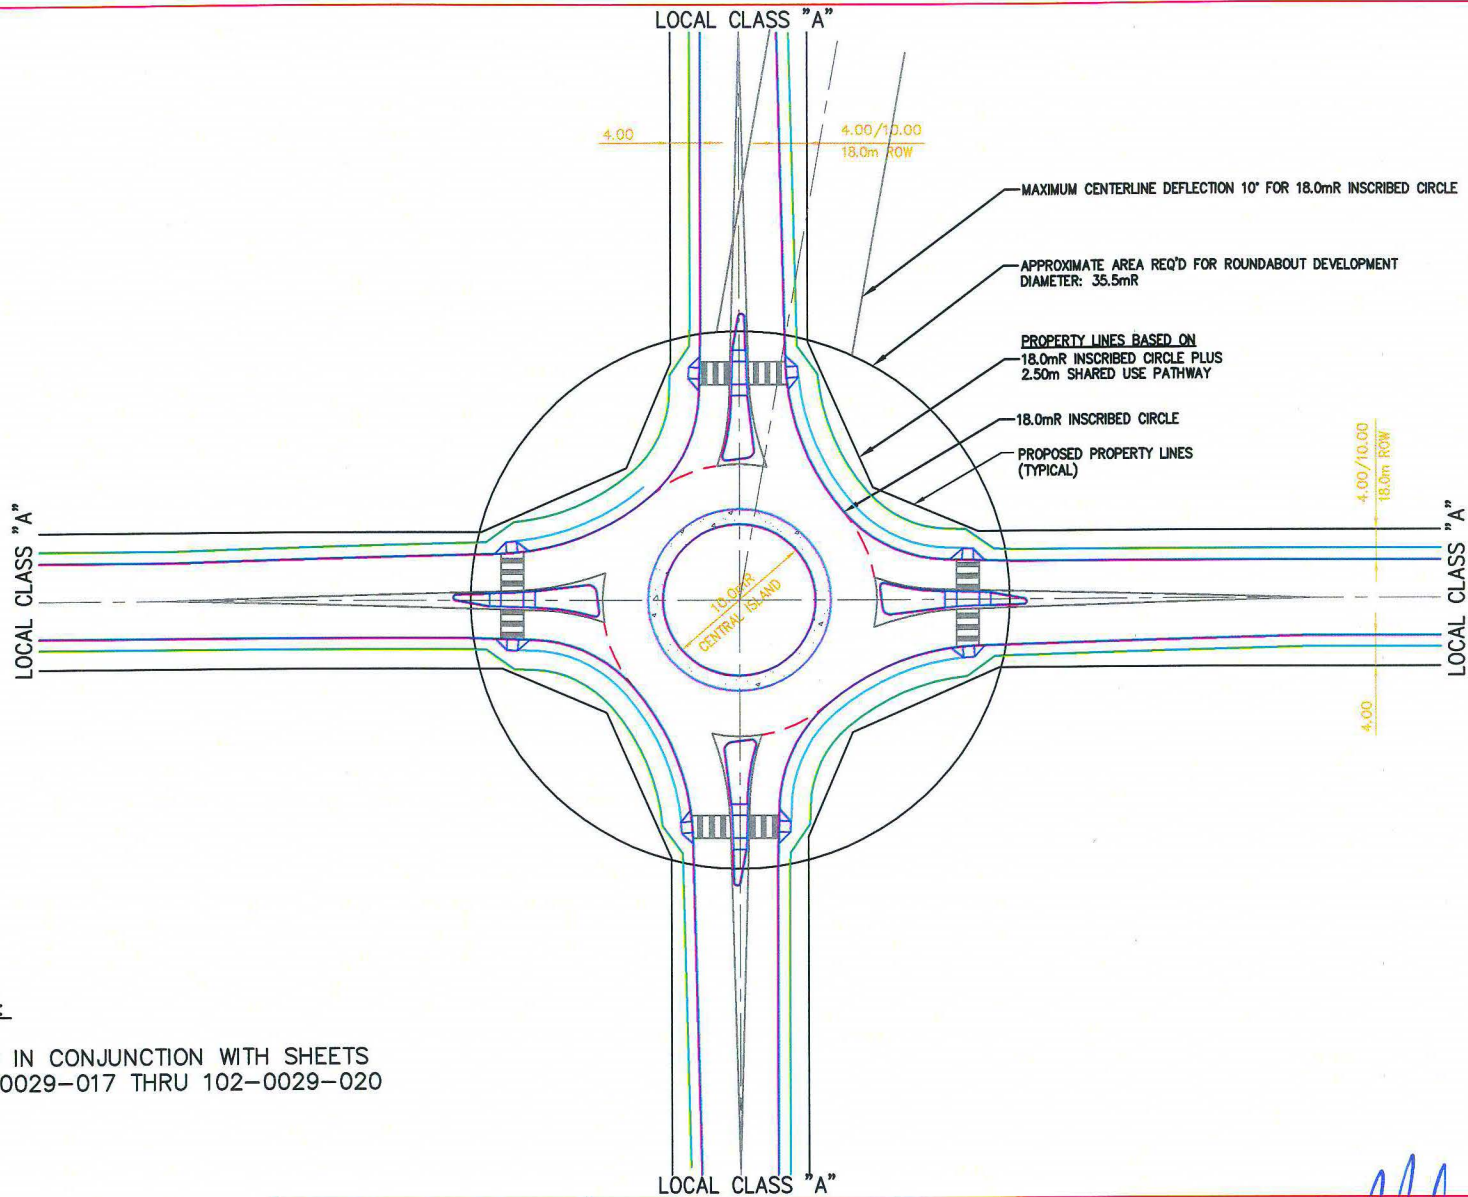 LOCAL CLASS "A"
4.00
4.00/10.00
18.0m ROW
MAXIMUM CENTERLINE DEFLECTION 10° FOR 18.0mR INSCRIBED CIRCLE
APPROXIMATE AREA REQ'D FOR ROUNDABOUT DEVELOPMENT
DIAMETER: 35.5mR
PROPERTY LINES BASED ON
18.0mR INSCRIBED CIRCLE PLUS
2.50m SHARED USE PATHWAY
18.0mR INSCRIBED CIRCLE
PROPOSED PROPERTY LINES
(TYPICAL)
4.00/10.00
18.0m ROW
LOCAL CLASS "A"
LOCAL CLASS "A"
10.0mR
CENTRAL ISLAND
4.00
IN CONJUNCTION WITH SHEETS
0029-017 THRU 102-0029-020
LOCAL CLASS "A"